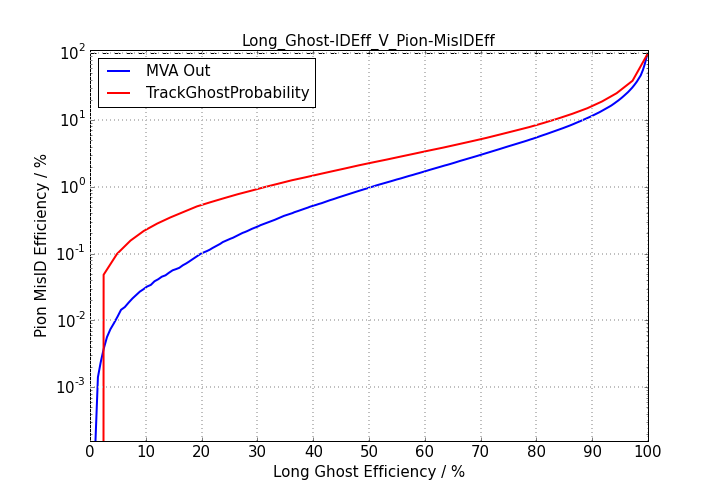 Long_Ghost-IDEff_V_Pion-MisIDEff
MVA Out
TrackGhostProbability
Pion MisID Efficiency / %
10²
10¹
10⁰
10⁻¹
10⁻²
10⁻³
0 10 20 30 40 50 60 70 80 90 100
Long Ghost Efficiency / %